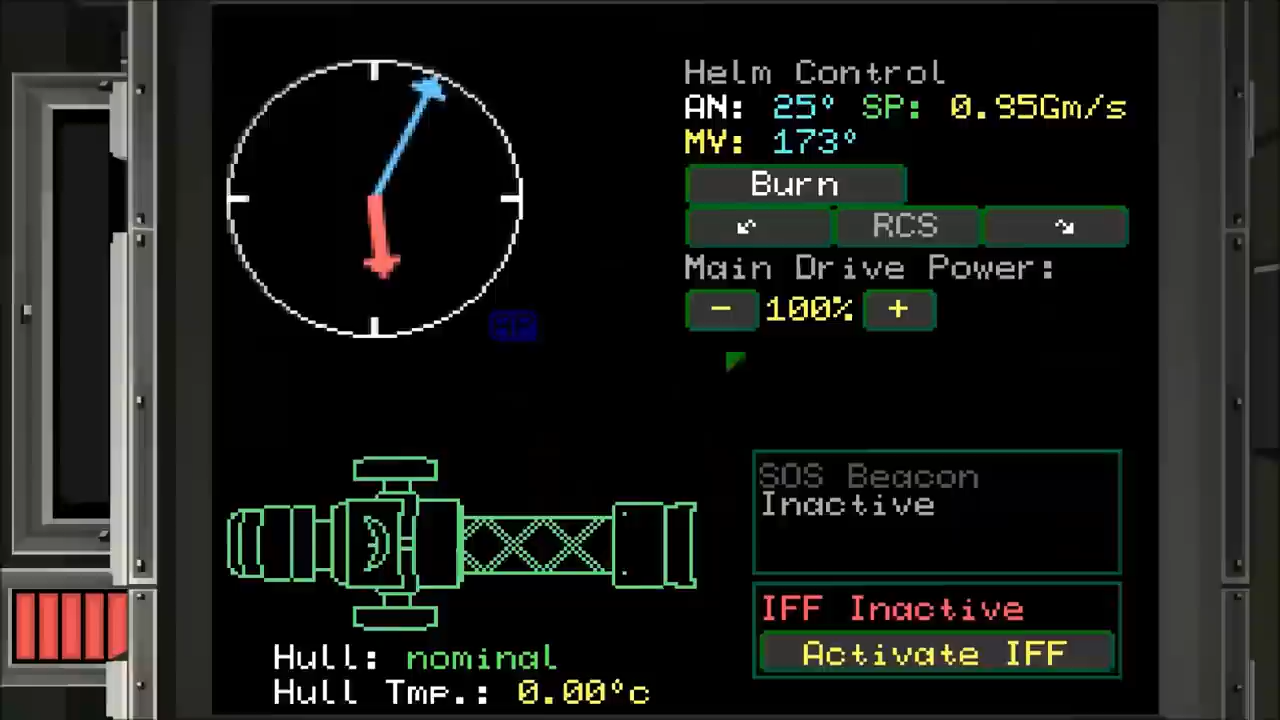 Helm Control
AN: 25° SP: 0.95Gm/s
MV: 173°
Burn
↙ RCS ↘
Main Drive Power:
- 100% +
SOS Beacon
Inactive
IFF Inactive
Activate IFF
Hull: nominal
Hull Tmp.: 0.00°c